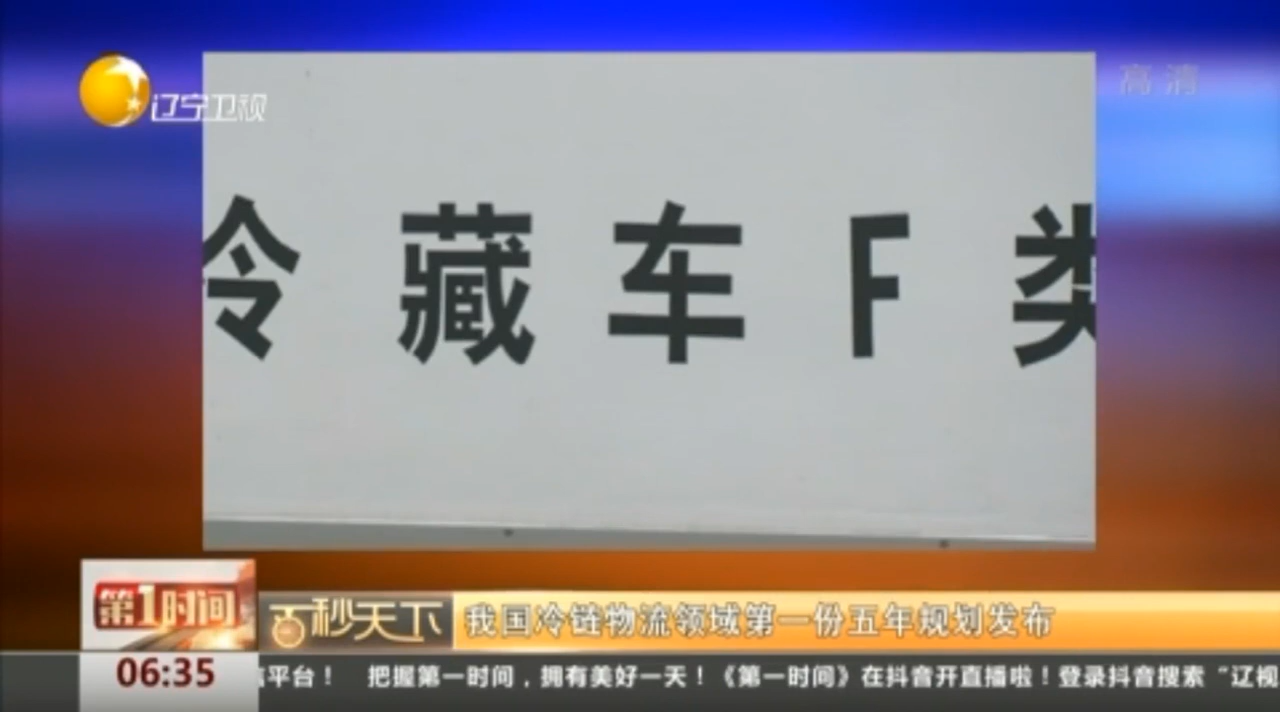 辽宁卫视
高清
冷藏车F类
第1时间
百秒天下
我国冷链物流领域第一份五年规划发布
06:35
平台! 把握第一时间,拥有美好一天!《第一时间》在抖音开直播啦!登录抖音搜索“辽视